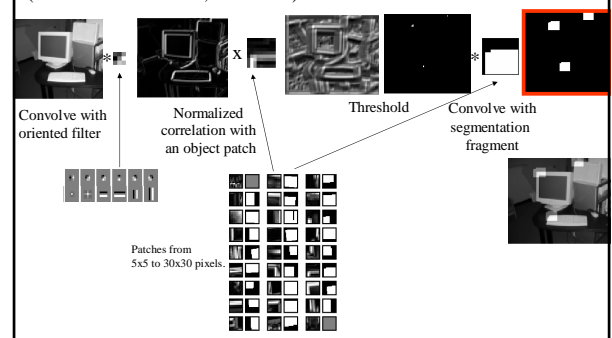 *
x
*
Convolve with
oriented filter
Normalized
correlation with
an object patch
Threshold
Convolve with
segmentation
fragment
Patches from
5x5 to 30x30 pixels.